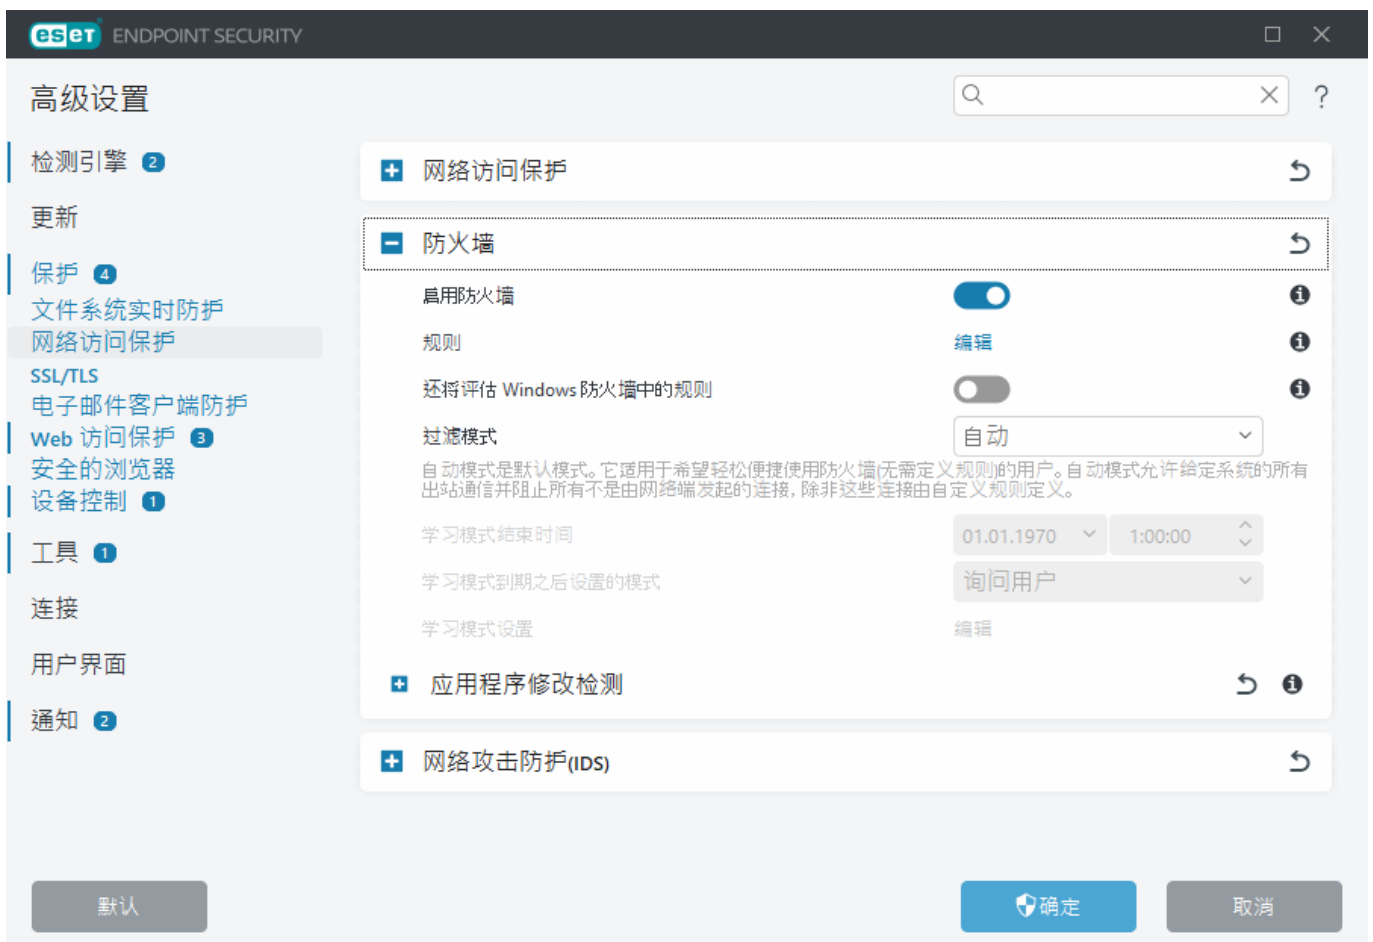 eset ENDPOINT SECURITY
高级设置
?
检测引擎 2
更新
保护 4
文件系统实时防护
网络访问保护
SSL/TLS
电子邮件客户端防护
Web 访问保护 3
安全的浏览器
设备控制 1
工具 1
连接
用户界面
通知 2
网络访问保护
防火墙
启用防火墙
规则 编辑
还将评估 Windows 防火墙中的规则
过滤模式 自动
自动模式是默认模式。它适用于希望轻松便捷使用防火墙(无需定义规则)的用户。自动模式允许给定系统的所有
出站通信并阻止所有不是由网络端发起的连接, 除非这些连接由自定义规则定义。
学习模式结束时间 01.01.1970 1:00:00
学习模式到期之后设置的模式 询问用户
学习模式设置 编辑
应用程序修改检测
网络攻击防护(IDS)
默认 确定 取消